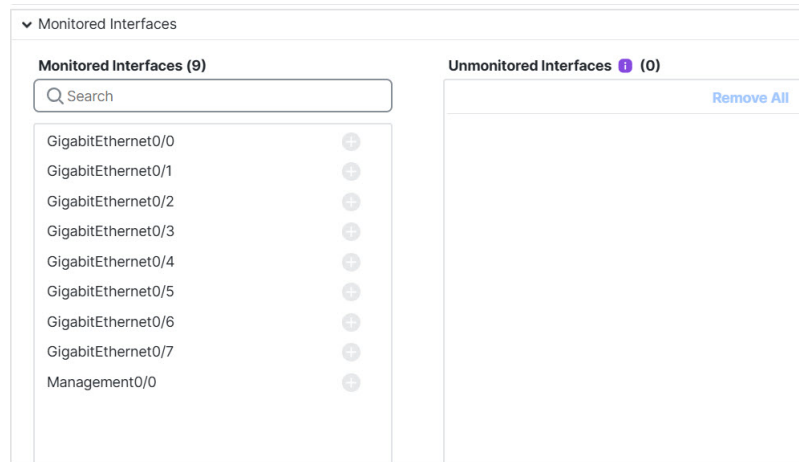 Monitored Interfaces
Monitored Interfaces (9)
Search
GigabitEthernet0/0
GigabitEthernet0/1
GigabitEthernet0/2
GigabitEthernet0/3
GigabitEthernet0/4
GigabitEthernet0/5
GigabitEthernet0/6
GigabitEthernet0/7
Management0/0
Unmonitored Interfaces i (0)
Remove All